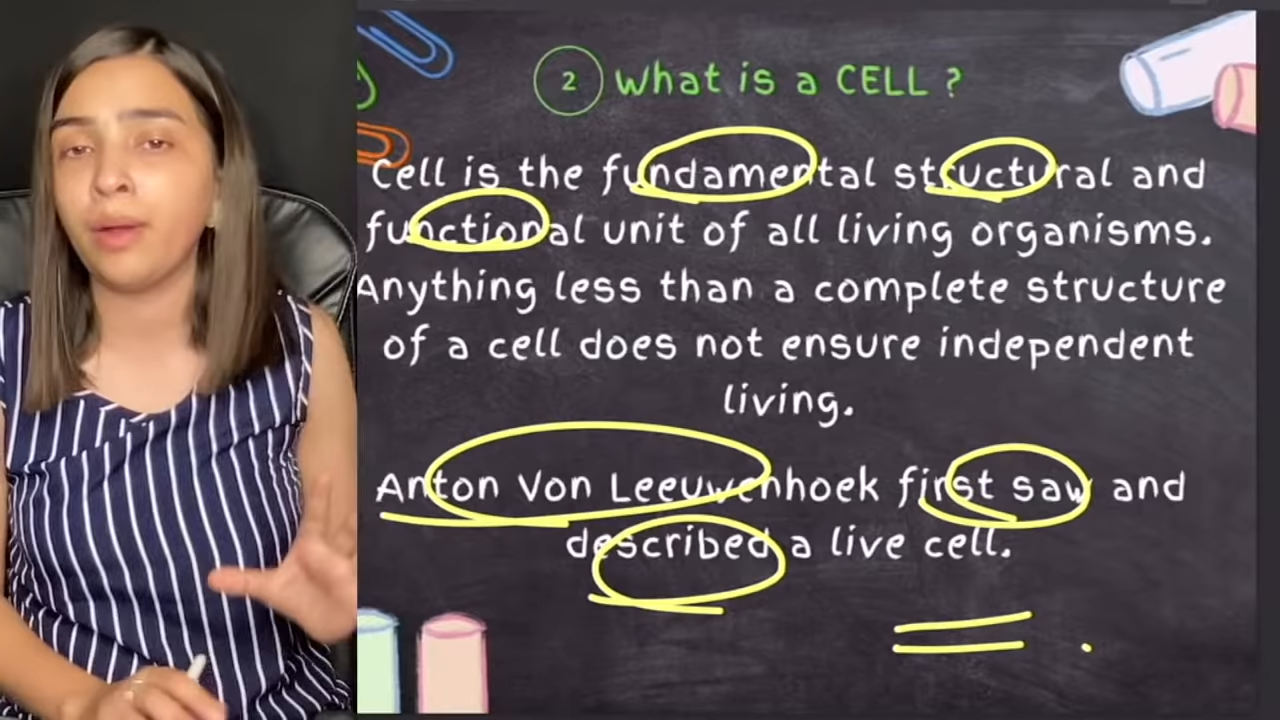 2 What is a CELL ?
Cell is the fundamental structural and
functional unit of all living organisms.
Anything less than a complete structure
of a cell does not ensure independent
living.
Anton Von Leeuwenhoek first saw and
described a live cell.